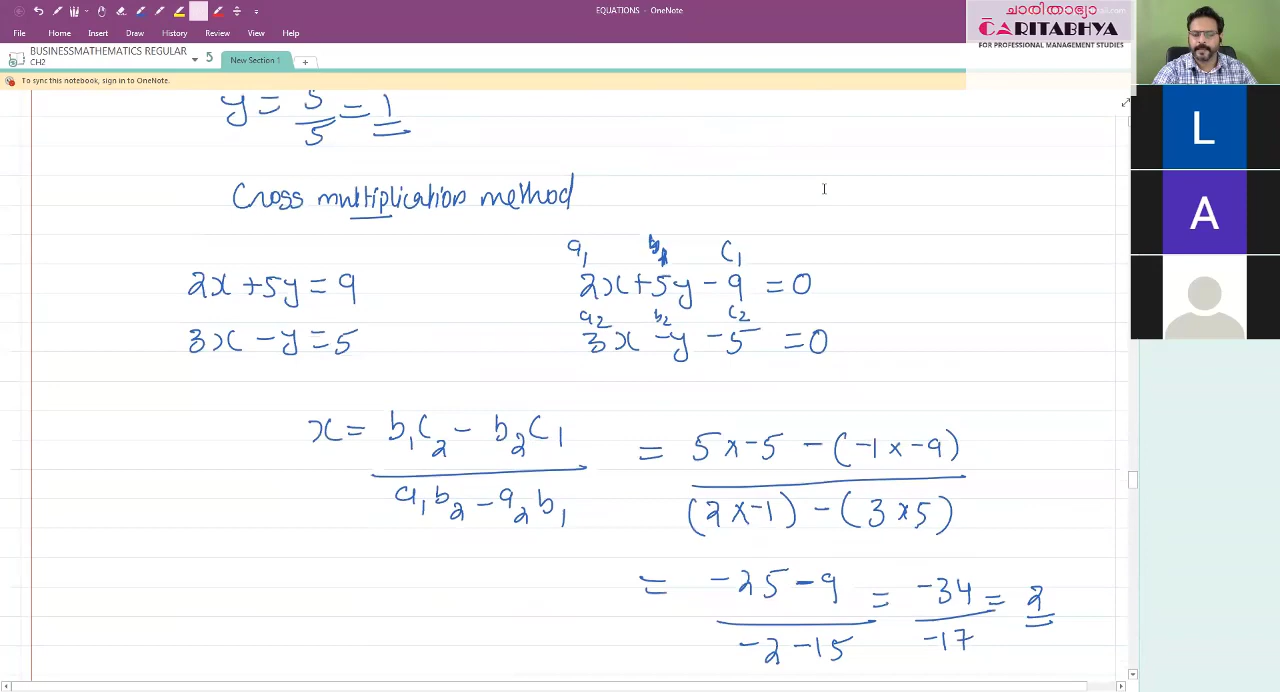 EQUATIONS - OneNote
ചാരിതാഭ്യാ
CARITABHYA
FOR PROFESSIONAL MANAGEMENT STUDIES
File Home Insert Draw History Review View Help
BUSINESSMATHEMATICS REGULAR
CH2
New Section 1
To sync this notebook, sign in to OneNote.
y = 5/5 = 1
Cross multiplication method
a₁ b₁ c₁
2x + 5y = 9 2x + 5y - 9 = 0
a₂ b₂ c₂
3x - y = 5 3x - y - 5 = 0
x = b₁c₂ - b₂c₁ = 5 x -5 - (-1 x -9)
a₁b₂ - a₂b₁ (2 x -1) - (3 x 5)
= -25 - 9 = -34 = 2
-2 - 15 -17
L
A